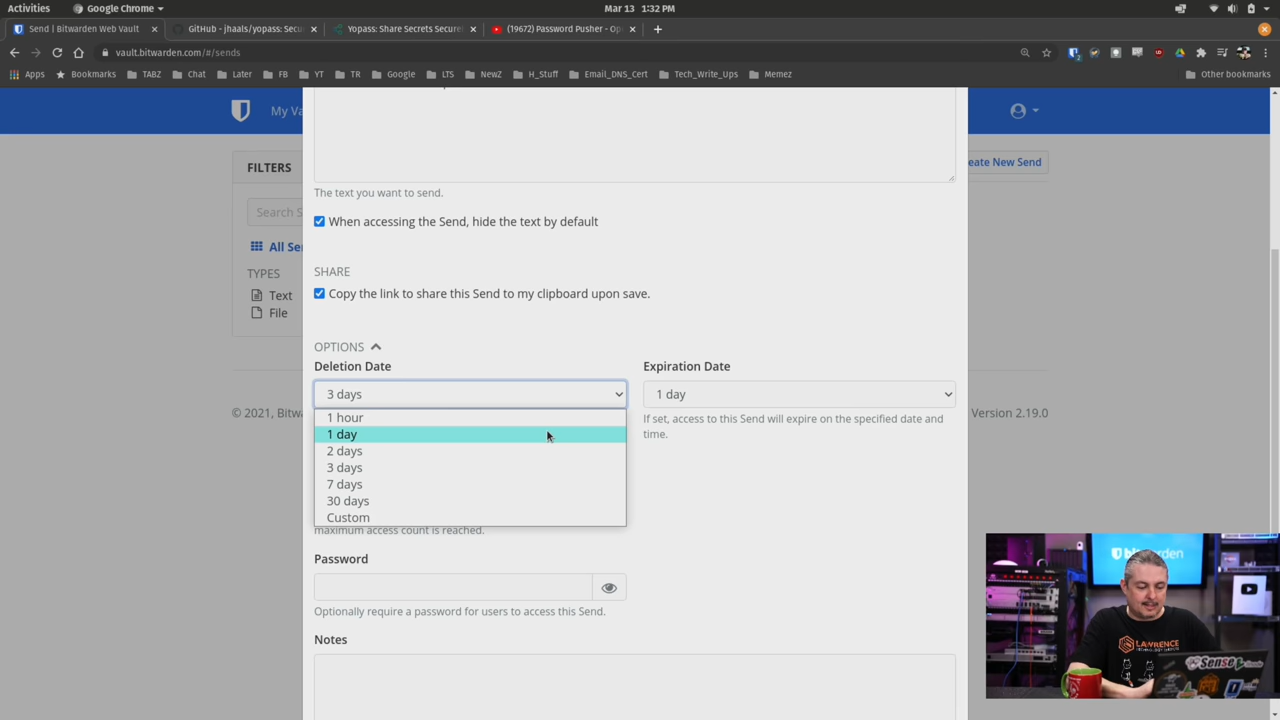 Activities
Google Chrome
Mar 13 1:32 PM
Send | Bitwarden Web Vault
GitHub - jhaals/yopass: Secu
Yopass: Share Secrets Secure
(19672) Password Pusher - Op
vault.bitwarden.com/#/sends
Apps Bookmarks TABZ Chat Later FB YT TR Google LTS NewZ H_Stuff Email_DNS_Cert Tech_Write_Ups Memez Other bookmarks
My Va
FILTERS
Search S
All Se
TYPES
Text
File
© 2021, Bitwa
eate New Send
Version 2.19.0
The text you want to send.
When accessing the Send, hide the text by default
SHARE
Copy the link to share this Send to my clipboard upon save.
OPTIONS
Deletion Date
3 days
1 hour
1 day
2 days
3 days
7 days
30 days
Custom
Expiration Date
1 day
If set, access to this Send will expire on the specified date and
time.
maximum access count is reached.
Password
Optionally require a password for users to access this Send.
Notes
bitwarden
LAWRENCE